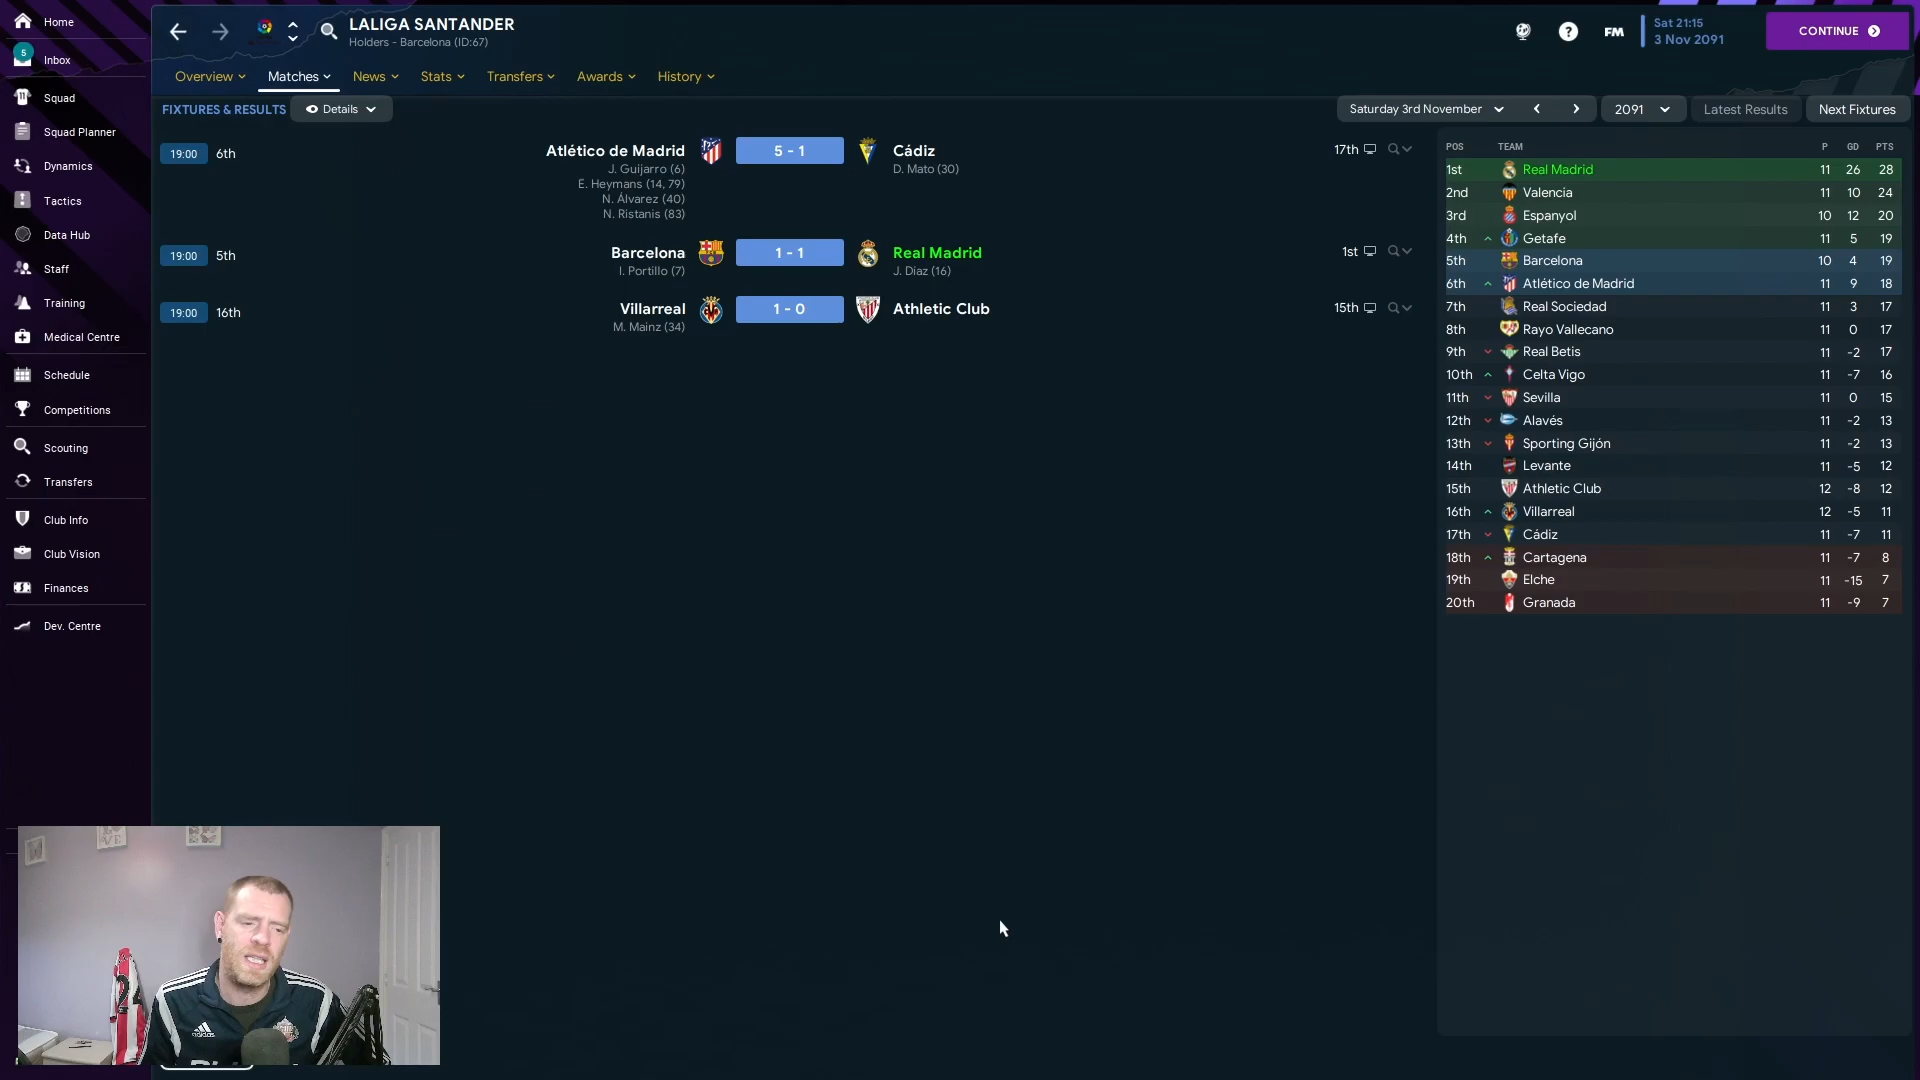 Home
5
Inbox
Squad
Squad Planner
Dynamics
Tactics
Data Hub
Staff
Training
Medical Centre
Schedule
Competitions
Scouting
Transfers
Club Info
Club Vision
Finances
Dev. Centre
LALIGA SANTANDER
Holders - Barcelona (ID:67)
? FM
Sat 21:15
3 Nov 2091
CONTINUE
Overview Matches News Stats Transfers Awards History
FIXTURES & RESULTS Details
Saturday 3rd November 2091 Latest Results Next Fixtures
19:00 6th Atlético de Madrid 5 - 1 Cádiz 17th
J. Guijarro (6) D. Mato (30)
E. Heymans (14, 79)
N. Álvarez (40)
N. Ristanis (83)
19:00 5th Barcelona 1 - 1 Real Madrid 1st
I. Portillo (7) J. Díaz (16)
19:00 16th Villarreal 1 - 0 Athletic Club 15th
M. Mainz (34)
POS TEAM P GD PTS
1st Real Madrid 11 26 28
2nd Valencia 11 10 24
3rd Espanyol 10 12 20
4th Getafe 11 5 19
5th Barcelona 10 4 19
6th Atlético de Madrid 11 9 18
7th Real Sociedad 11 3 17
8th Rayo Vallecano 11 0 17
9th Real Betis 11 -2 17
10th Celta Vigo 11 -7 16
11th Sevilla 11 0 15
12th Alavés 11 -2 13
13th Sporting Gijón 11 -2 13
14th Levante 11 -5 12
15th Athletic Club 12 -8 12
16th Villarreal 12 -5 11
17th Cádiz 11 -7 11
18th Cartagena 11 -7 8
19th Elche 11 -15 7
20th Granada 11 -9 7
adidas